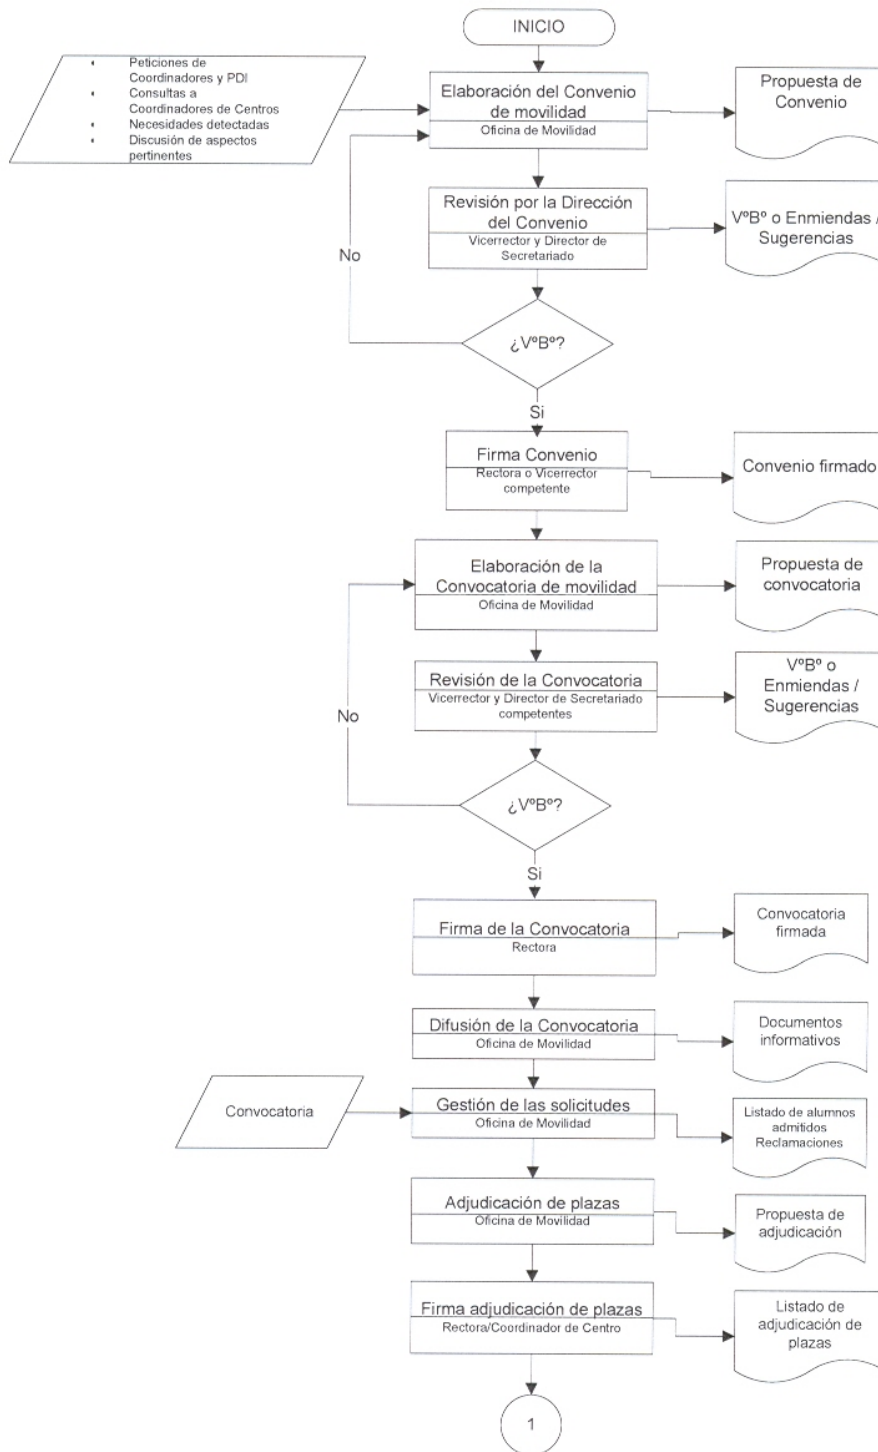 INICIO
Peticiones de
Coordinadores y PDI
Consultas a
Coordinadores de Centros
Necesidades detectadas
Discusión de aspectos
pertinentes
Elaboración del Convenio
de movilidad
Oficina de Movilidad
Propuesta de
Convenio
Revisión por la Dirección
del Convenio
Vicerrector y Director de
Secretariado
VºBº o Enmiendas /
Sugerencias
No
¿VºBº?
Si
Firma Convenio
Rectora o Vicerrector
competente
Convenio firmado
Elaboración de la
Convocatoria de movilidad
Oficina de Movilidad
Propuesta de
convocatoria
Revisión de la Convocatoria
Vicerrector y Director de Secretariado
competentes
VºBº o
Enmiendas /
Sugerencias
No
¿VºBº?
Si
Firma de la Convocatoria
Rectora
Convocatoria
firmada
Difusión de la Convocatoria
Oficina de Movilidad
Documentos
informativos
Convocatoria
Gestión de las solicitudes
Oficina de Movilidad
Listado de alumnos
admitidos
Reclamaciones
Adjudicación de plazas
Oficina de Movilidad
Propuesta de
adjudicación
Firma adjudicación de plazas
Rectora/Coordinador de Centro
Listado de
adjudicación de
plazas
1